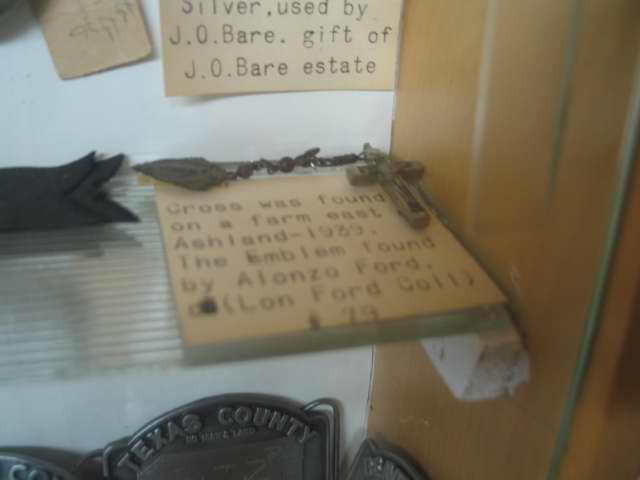 Silver,used by
J.O.Bare. gift of
J.O.Bare estate
Cross was found
on a farm east
Ashland-1939.
The Emblem found
by Alonzo Ford.
(Lon Ford Coll)
# 79
TEXAS COUNTY